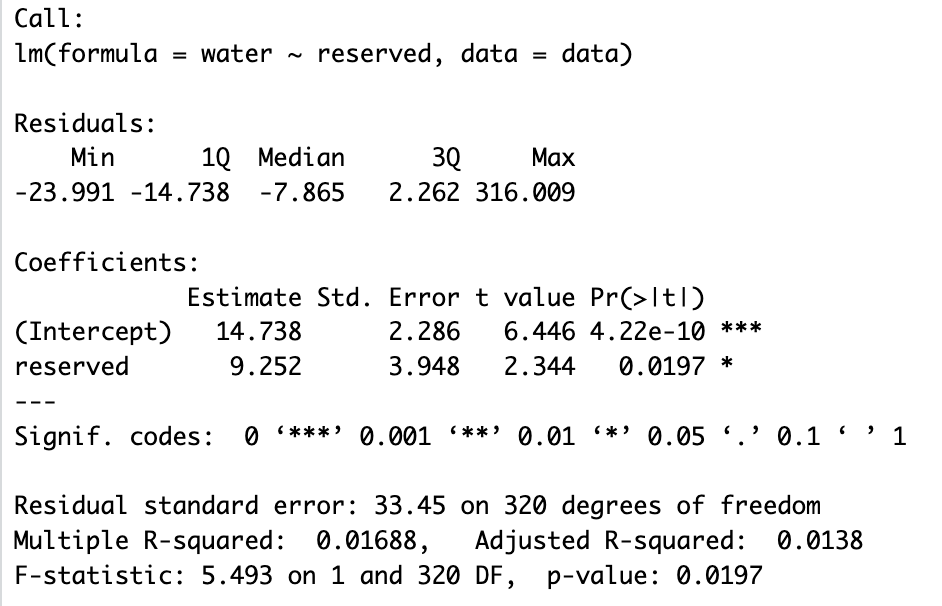 Call:
lm(formula = water ~ reserved, data = data)
Residuals:
    Min      1Q  Median      3Q     Max
-23.991 -14.738  -7.865   2.262 316.009
Coefficients:
            Estimate Std. Error t value Pr(>|t|)
(Intercept)   14.738      2.286   6.446 4.22e-10 ***
reserved       9.252      3.948   2.344   0.0197 *
---
Signif. codes:  0 ‘***’ 0.001 ‘**’ 0.01 ‘*’ 0.05 ‘.’ 0.1 ‘ ’ 1
Residual standard error: 33.45 on 320 degrees of freedom
Multiple R-squared:  0.01688,   Adjusted R-squared:  0.0138
F-statistic: 5.493 on 1 and 320 DF,  p-value: 0.0197